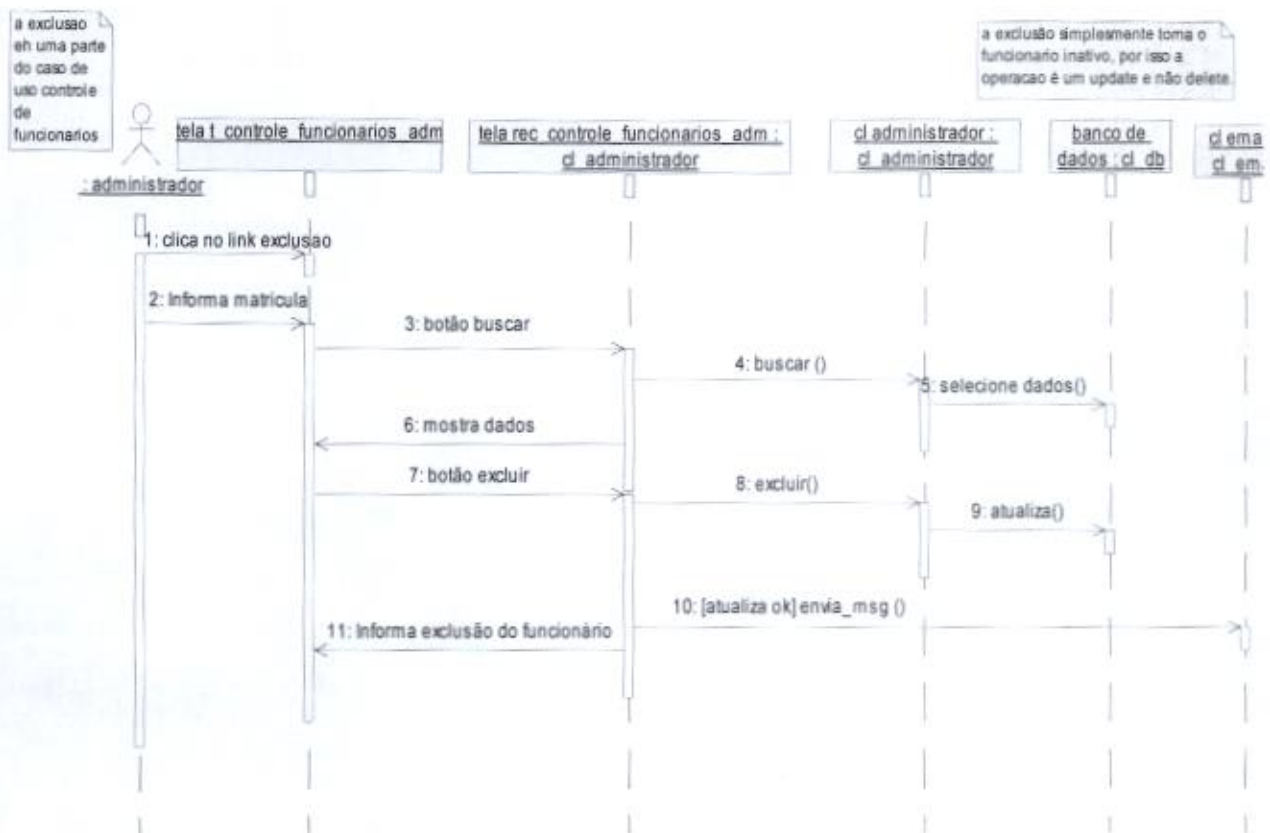 a exclusao
eh uma parte
do caso de
uso controle
de
funcionarios
a exclusão simplesmente torna o
funcionario inativo, por isso a
operacao é um update e não delete.
: administrador
tela t_controle_funcionarios_adm
tela rec_controle_funcionarios_adm :
cl_administrador
cl administrador :
cl_administrador
banco de
dados : cl_db
cl ema
cl_em
1: clica no link exclusao
2: Informa matricula
3: botão buscar
4: buscar ()
5: selecione dados()
6: mostra dados
7: botão excluir
8: excluir()
9: atualiza()
10: [atualiza ok] envia_msg ()
11: Informa exclusão do funcionário